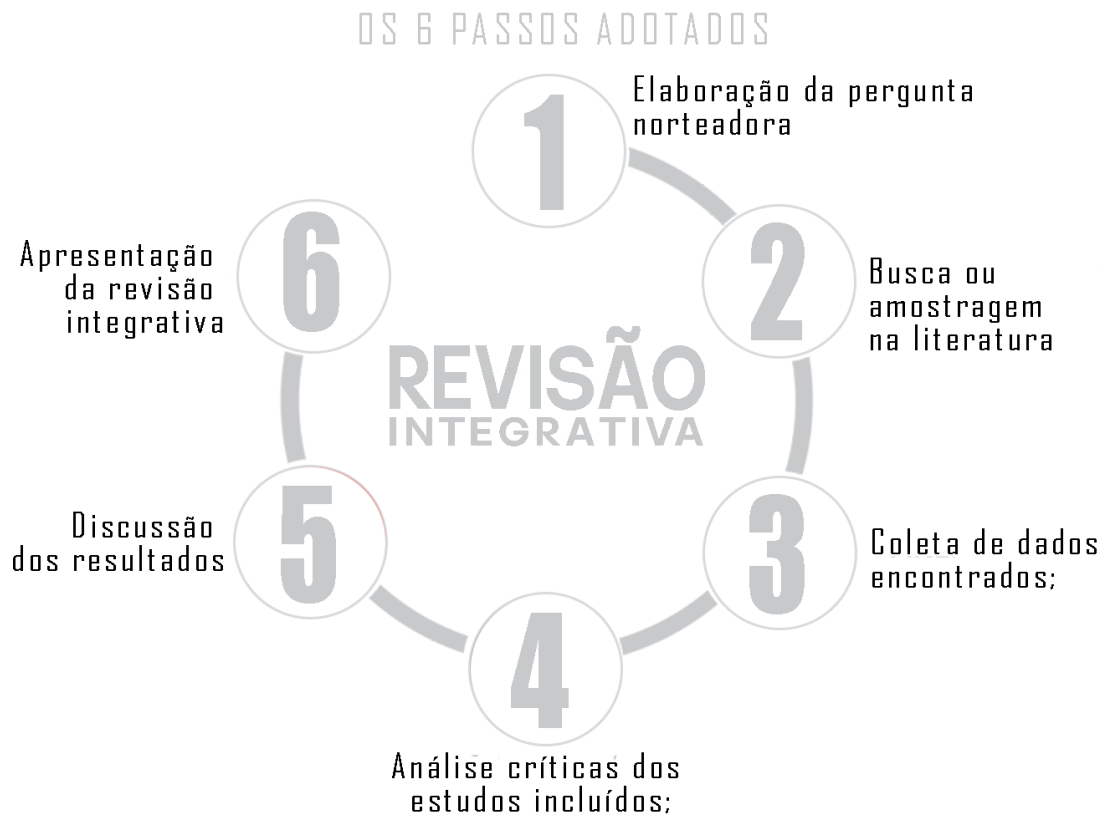 OS 6 PASSOS ADOTADOS
1
Elaboração da pergunta
norteadora
2
Busca ou
amostragem
na literatura
3
Coleta de dados
encontrados;
4
Análise críticas dos
estudos incluídos;
5
Discussão
dos resultados
6
Apresentação
da revisão
integrativa
REVISÃO
INTEGRATIVA